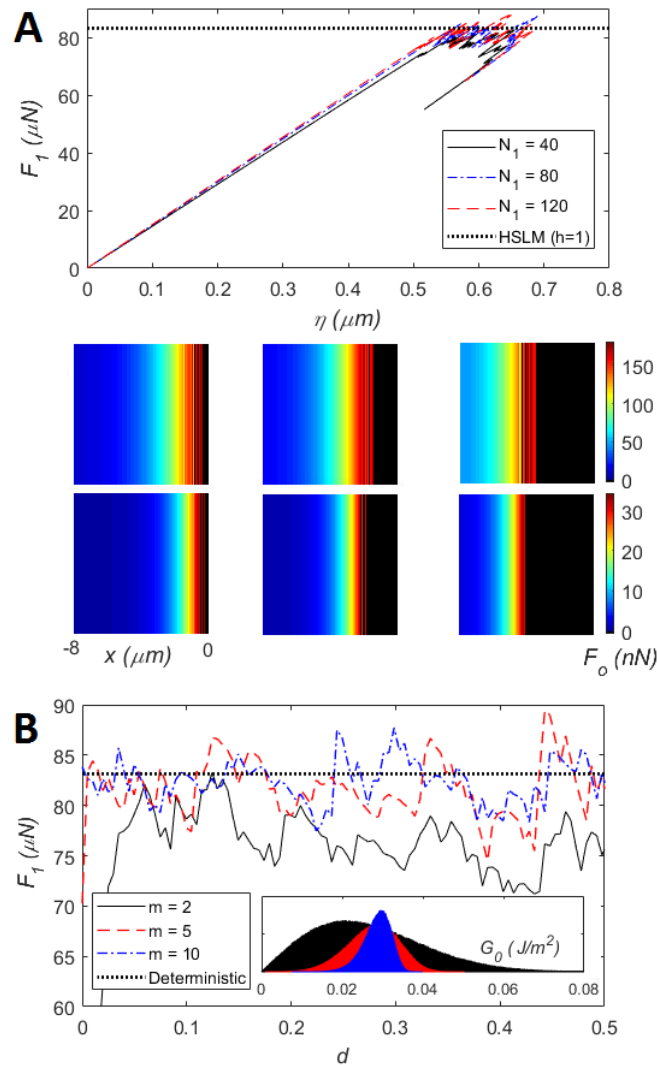 A
80
60
40
20
0
F₁ (μN)
N₁ = 40
N₁ = 80
N₁ = 120
HSLM (h=1)
0 0.1 0.2 0.3 0.4 0.5 0.6 0.7 0.8
η (μm)
150
100
50
0
30
20
10
0
-8 x (μm) 0
Fₒ (nN)
B
90
85
80
75
70
65
60
F₁ (μN)
m = 2
m = 5
m = 10
Deterministic
G₀ (J/m²)
0 0.02 0.04 0.06 0.08
0 0.1 0.2 0.3 0.4 0.5
d